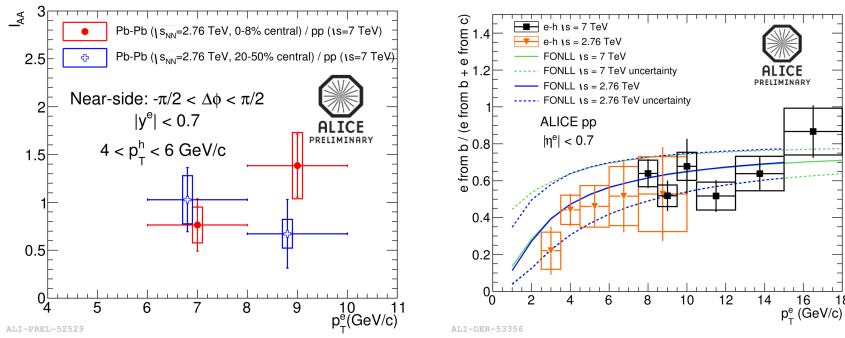 I_AA
3
2.5
2
1.5
1
0.5
0
4 5 6 7 8 9 10 11
p_T^e (GeV/c)
Pb-Pb (√s_NN=2.76 TeV, 0-8% central) / pp (√s=7 TeV)
Pb-Pb (√s_NN=2.76 TeV, 20-50% central) / pp (√s=7 TeV)
Near-side: -π/2 < Δϕ < π/2
|y^e| < 0.7
4 < p_T^h < 6 GeV/c
ALICE
PRELIMINARY
ALI-PREL-52529
e from b / (e from b + e from c)
1.4
1.2
1
0.8
0.6
0.4
0.2
0
0 2 4 6 8 10 12 14 16 18
p_T^e (GeV/c)
e-h √s = 7 TeV
e-h √s = 2.76 TeV
FONLL √s = 7 TeV
FONLL √s = 7 TeV uncertainty
FONLL √s = 2.76 TeV
FONLL √s = 2.76 TeV uncertainty
ALICE pp
|η^e| < 0.7
ALICE
PRELIMINARY
ALI-DER-53356